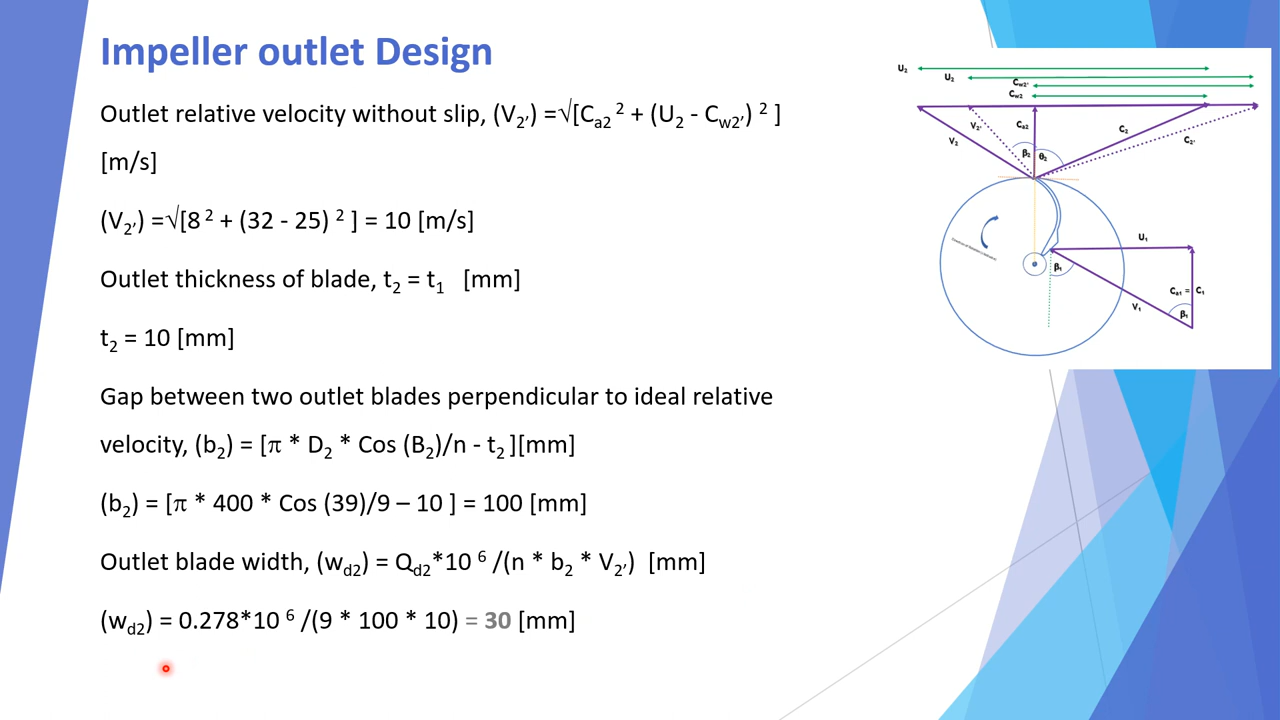 Impeller outlet Design
Outlet relative velocity without slip, (V2') =√[Ca2 2 + (U2 - Cw2') 2 ]
[m/s]
(V2') =√[8 2 + (32 - 25) 2 ] = 10 [m/s]
Outlet thickness of blade, t2 = t1 [mm]
t2 = 10 [mm]
Gap between two outlet blades perpendicular to ideal relative
velocity, (b2) = [π * D2 * Cos (B2)/n - t2 ][mm]
(b2) = [π * 400 * Cos (39)/9 – 10 ] = 100 [mm]
Outlet blade width, (wd2) = Qd2*10 6 /(n * b2 * V2') [mm]
(wd2) = 0.278*10 6 /(9 * 100 * 10) = 30 [mm]
U2
U2
Cw2'
Cw2
V2'
Ca2
C2
V2
C2'
β2
θ2
U1
β1
Ca1 = C1
V1
β1